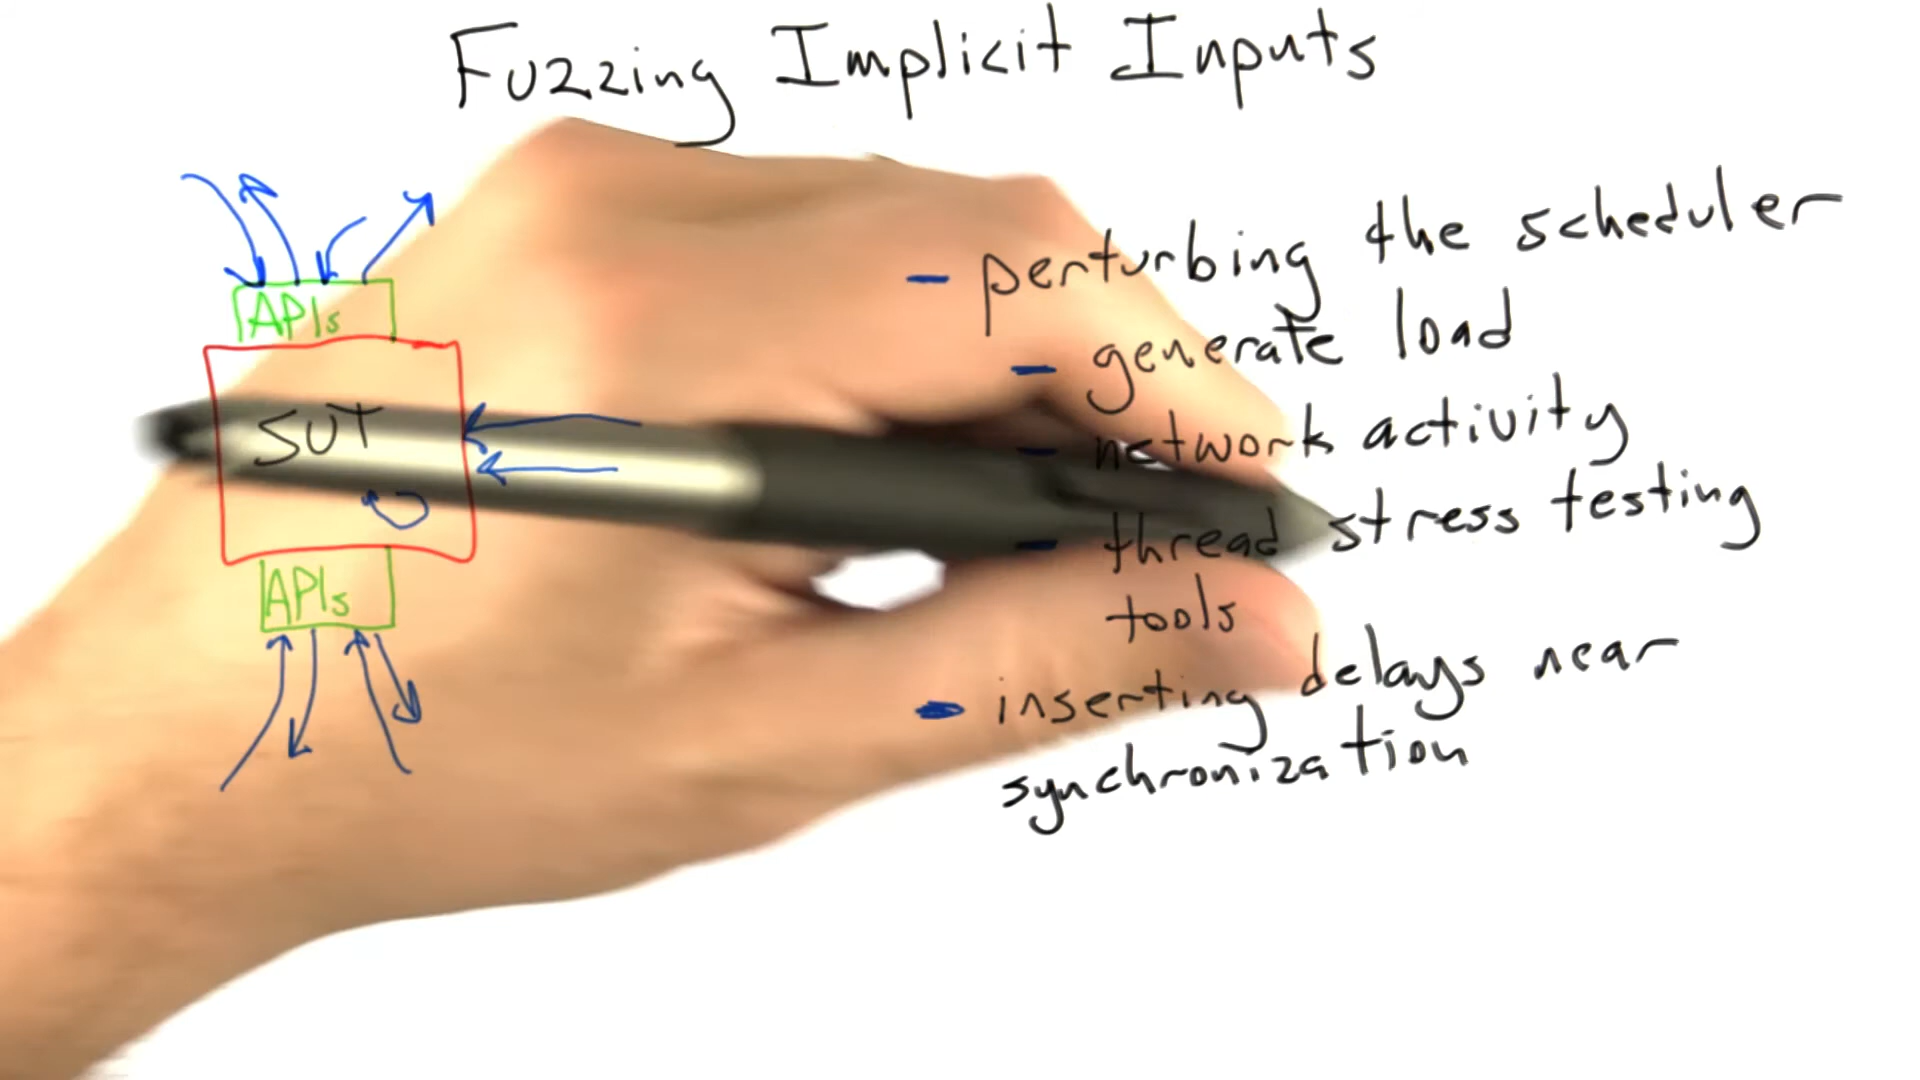 Fuzzing Implicit Inputs
APIs
SUT
APIs
- perturbing the scheduler
- generate load
- network activity
- thread stress testing
tools
- inserting delays near
synchronization